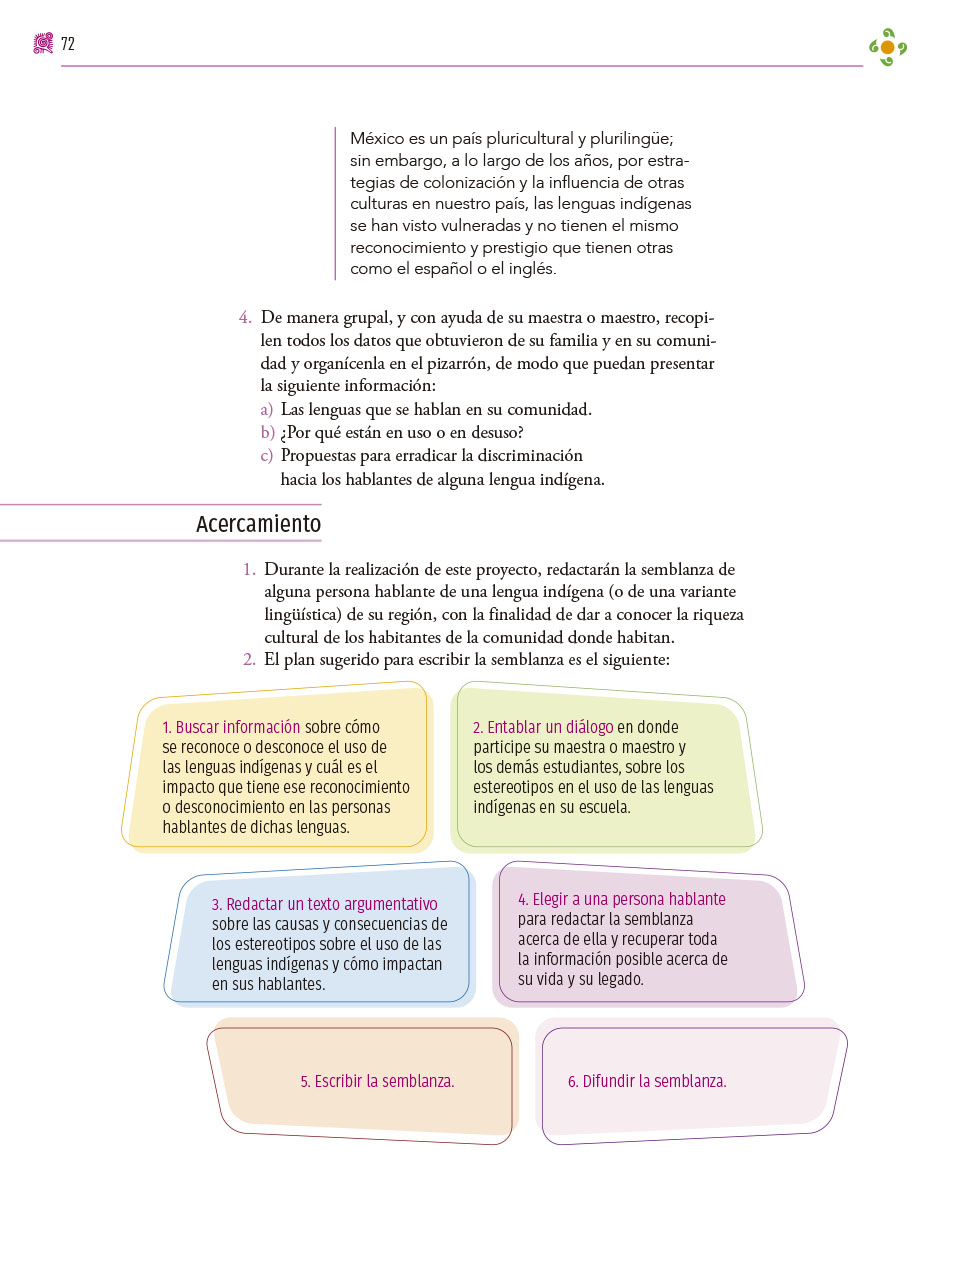 72
México es un país pluricultural y plurilingüe;
sin embargo, a lo largo de los años, por estra-
tegias de colonización y la influencia de otras
culturas en nuestro país, las lenguas indígenas
se han visto vulneradas y no tienen el mismo
reconocimiento y prestigio que tienen otras
como el español o el inglés.
4. De manera grupal, y con ayuda de su maestra o maestro, recopi-
len todos los datos que obtuvieron de su familia y en su comuni-
dad y organícenla en el pizarrón, de modo que puedan presentar
la siguiente información:
a) Las lenguas que se hablan en su comunidad.
b) ¿Por qué están en uso o en desuso?
c) Propuestas para erradicar la discriminación
hacia los hablantes de alguna lengua indígena.
Acercamiento
1. Durante la realización de este proyecto, redactarán la semblanza de
alguna persona hablante de una lengua indígena (o de una variante
lingüística) de su región, con la finalidad de dar a conocer la riqueza
cultural de los habitantes de la comunidad donde habitan.
2. El plan sugerido para escribir la semblanza es el siguiente:
1. Buscar información sobre cómo
se reconoce o desconoce el uso de
las lenguas indígenas y cuál es el
impacto que tiene ese reconocimiento
o desconocimiento en las personas
hablantes de dichas lenguas.
2. Entablar un diálogo en donde
participe su maestra o maestro y
los demás estudiantes, sobre los
estereotipos en el uso de las lenguas
indígenas en su escuela.
3. Redactar un texto argumentativo
sobre las causas y consecuencias de
los estereotipos sobre el uso de las
lenguas indígenas y cómo impactan
en sus hablantes.
4. Elegir a una persona hablante
para redactar la semblanza
acerca de ella y recuperar toda
la información posible acerca de
su vida y su legado.
5. Escribir la semblanza.
6. Difundir la semblanza.